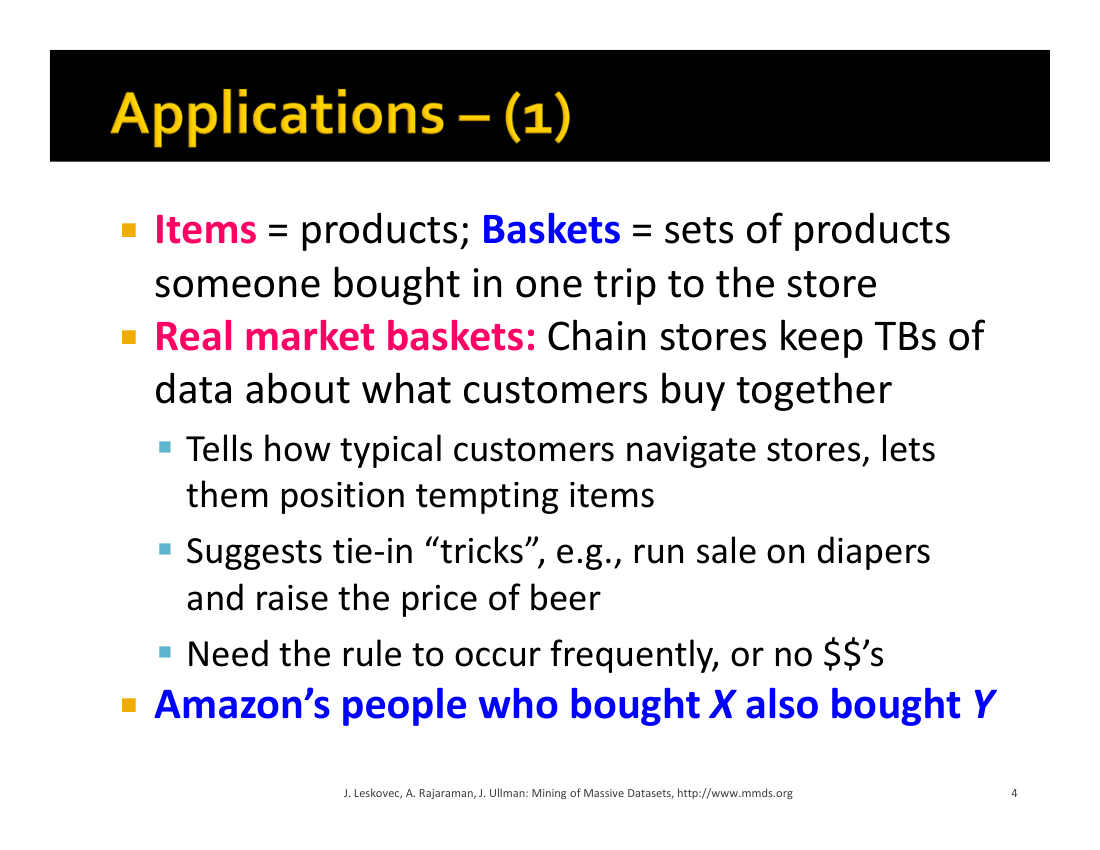 Applications – (1)
Items = products; Baskets = sets of products
someone bought in one trip to the store
Real market baskets: Chain stores keep TBs of
data about what customers buy together
Tells how typical customers navigate stores, lets
them position tempting items
Suggests tie-in “tricks”, e.g., run sale on diapers
and raise the price of beer
Need the rule to occur frequently, or no $$’s
Amazon’s people who bought X also bought Y
J. Leskovec, A. Rajaraman, J. Ullman: Mining of Massive Datasets, http://www.mmds.org
4